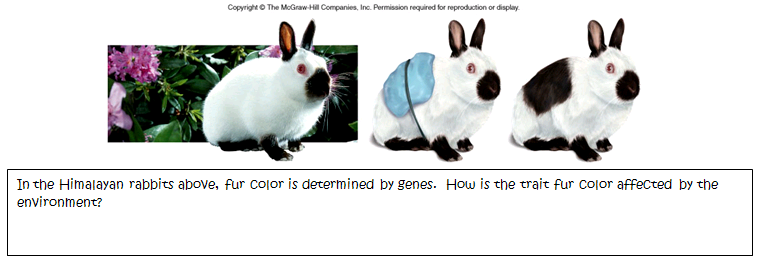 Copyright © The McGraw-Hill Companies, Inc. Permission required for reproduction or display.
In the Himalayan rabbits above, fur color is determined by genes.  How is the trait fur color affected by the
environment?